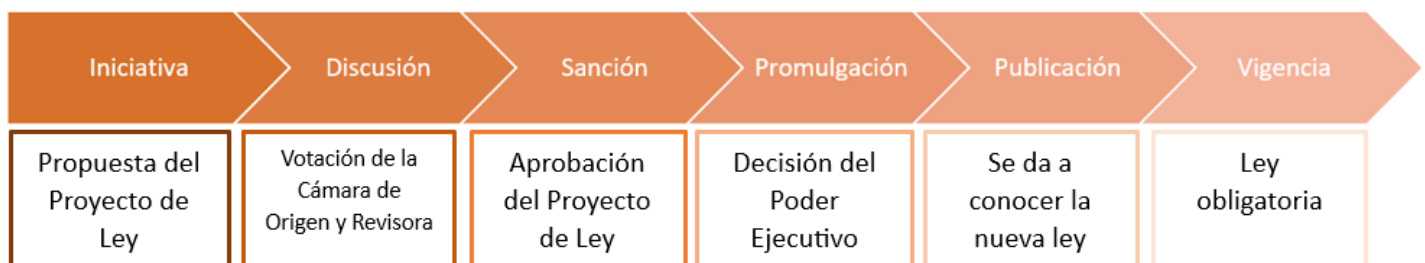 Iniciativa
Discusión
Sanción
Promulgación
Publicación
Vigencia
Propuesta del
Proyecto de
Ley
Votación de la
Cámara de
Origen y Revisora
Aprobación
del Proyecto
de Ley
Decisión del
Poder
Ejecutivo
Se da a
conocer la
nueva ley
Ley
obligatoria